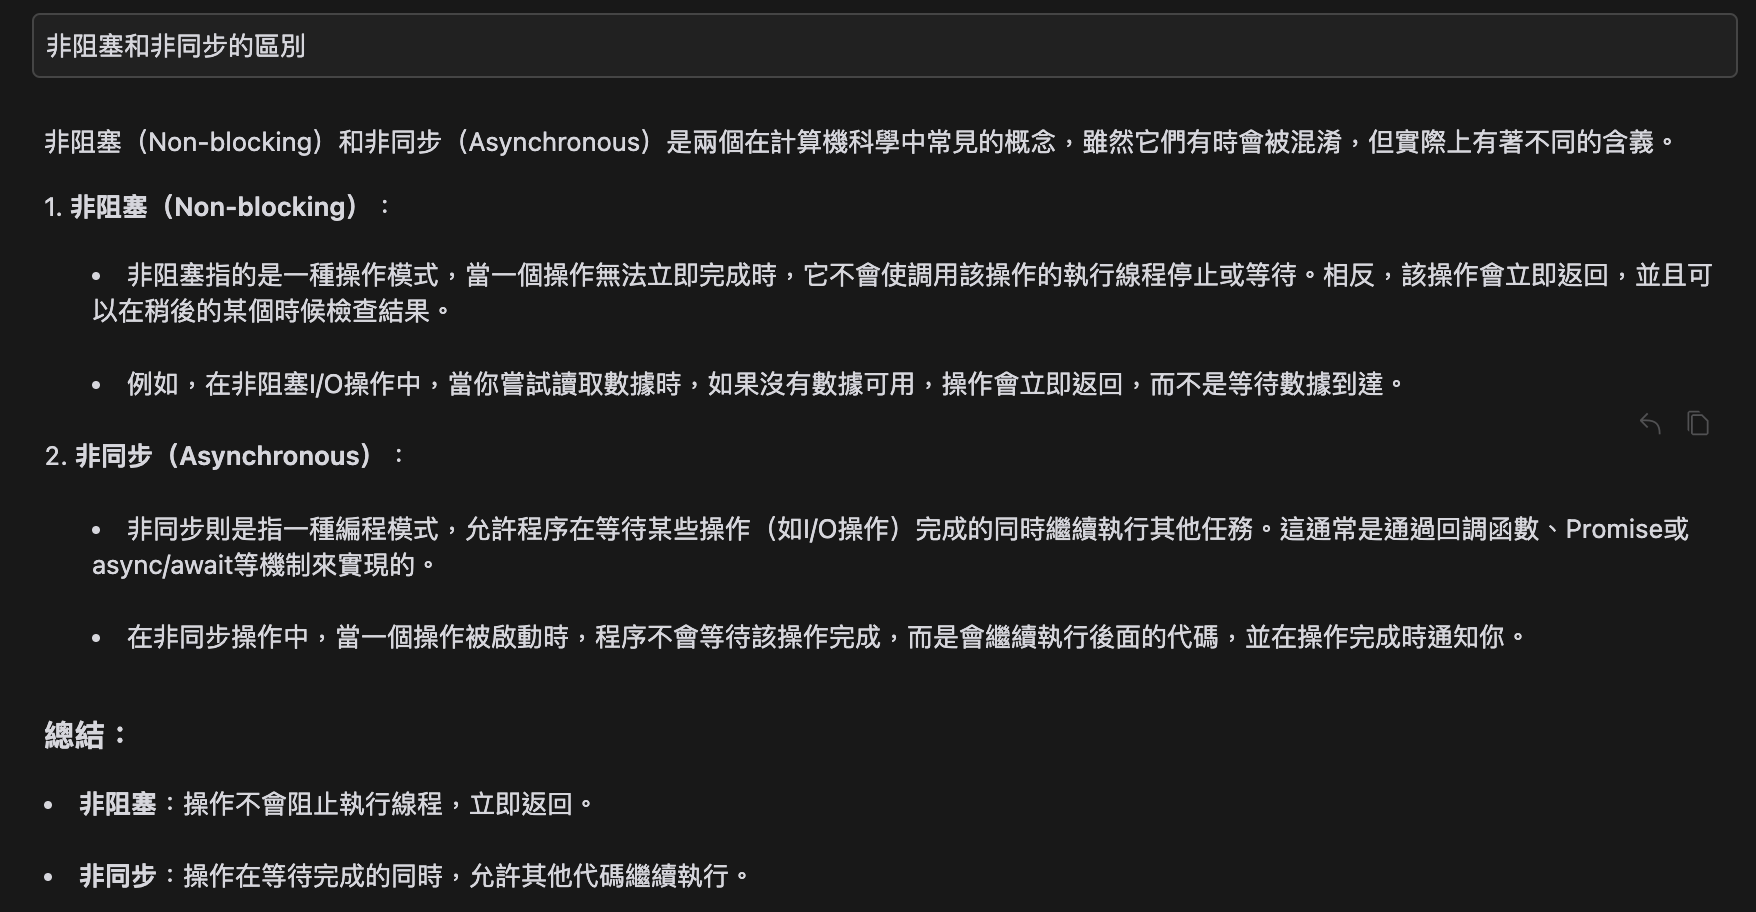 非阻塞和非同步的區別
非阻塞（Non-blocking）和非同步（Asynchronous）是兩個在計算機科學中常見的概念，雖然它們有時會被混淆，但實際上有著不同的含義。
1. 非阻塞（Non-blocking）：
• 非阻塞指的是一種操作模式，當一個操作無法立即完成時，它不會使調用該操作的執行線程停止或等待。相反，該操作會立即返回，並且可
以在稍後的某個時候檢查結果。
• 例如，在非阻塞I/O操作中，當你嘗試讀取數據時，如果沒有數據可用，操作會立即返回，而不是等待數據到達。
2. 非同步（Asynchronous）：
• 非同步則是指一種編程模式，允許程序在等待某些操作（如I/O操作）完成的同時繼續執行其他任務。這通常是通過回調函數、Promise或
async/await等機制來實現的。
• 在非同步操作中，當一個操作被啟動時，程序不會等待該操作完成，而是會繼續執行後面的代碼，並在操作完成時通知你。
總結：
• 非阻塞：操作不會阻止執行線程，立即返回。
• 非同步：操作在等待完成的同時，允許其他代碼繼續執行。